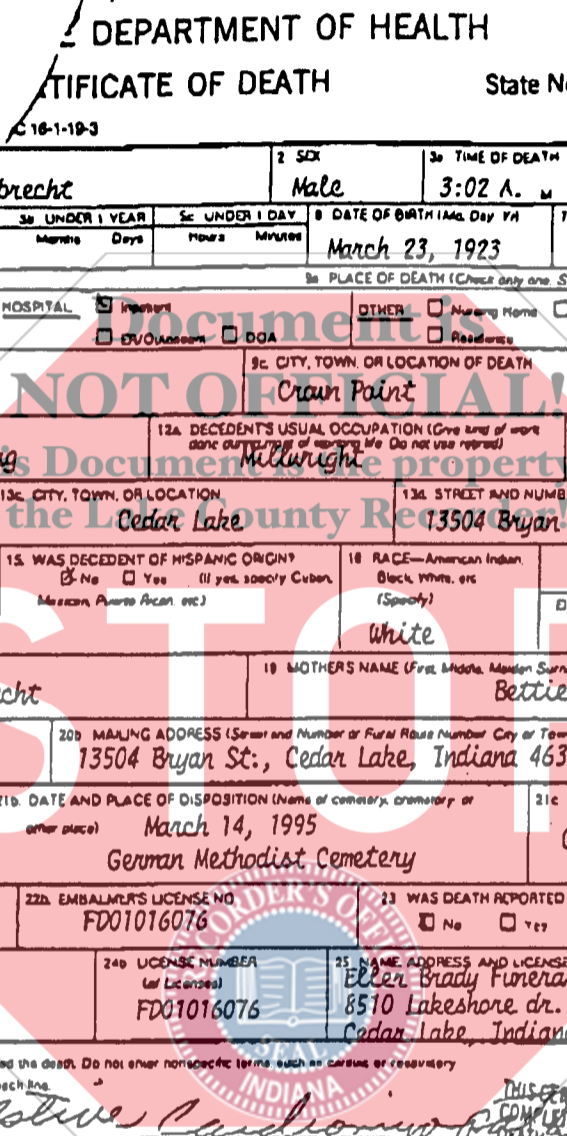 DEPARTMENT OF HEALTH
TIFICATE OF DEATH State No
16-1-19-3
2 SEX 3a TIME OF DEATH
brecht Male 3:02 A. M
5b UNDER 1 YEAR 5c UNDER 1 DAY 6 DATE OF BIRTH (Mo. Day Yr)
Months Days Hours Minutes March 23, 1923
9a PLACE OF DEATH (Check only one. S
HOSPITAL Inpatient OTHER Nursing Home
ER/Outpatient DOA Residence
Document is
9c CITY, TOWN, OR LOCATION OF DEATH
Crown Point
NOT OFFICIAL!
12a DECEDENT'S USUAL OCCUPATION (Give kind of work
done during most of working life Do not use retired)
Millwright
s Document is the property
13c CITY, TOWN, OR LOCATION 13d STREET AND NUMB
Cedar Lake 13504 Bryan
the Lake County Recorder!
15 WAS DECEDENT OF HISPANIC ORIGIN? 16 RACE—American Indian,
No Yes (If yes, specify Cuban, Black, White, etc
Mexican, Puerto Rican, etc) (Specify)
White
STOP
19 MOTHER'S NAME (First, Middle, Maiden Surn
cht Bettie
20b MAILING ADDRESS (Street and Number or Rural Route Number City or Tow
13504 Bryan St:, Cedar Lake, Indiana 463
21b. DATE AND PLACE OF DISPOSITION (Name of cemetery, crematory, or 21c
other place) March 14, 1995
German Methodist Cemetery
22b EMBALMER'S LICENSE NO 23 WAS DEATH REPORTED
FD01016076 No Yes
24b LICENSE NUMBER 25 NAME, ADDRESS AND LICENSE
(of Licensee) Eller Brady Funera
FD01016076 8510 Lakeshore dr.
Cedar Lake, Indian
RECORDER'S OFFIC
SEAL
INDIANA
ed the death. Do not enter nonspecific terms, such as cardiac or respiratory
each line.
THIS CE
COMPLE